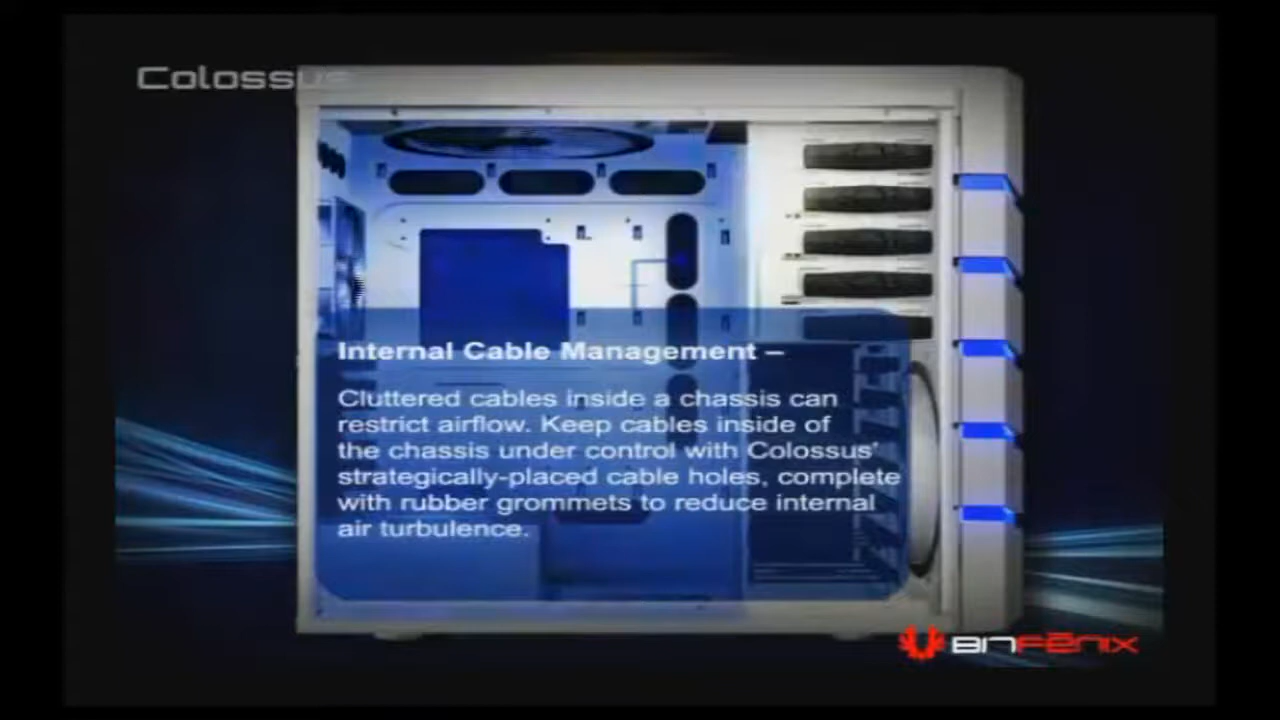 Colossus
Internal Cable Management –
Cluttered cables inside a chassis can
restrict airflow. Keep cables inside of
the chassis under control with Colossus'
strategically-placed cable holes, complete
with rubber grommets to reduce internal
air turbulence.
BITFĒNIX